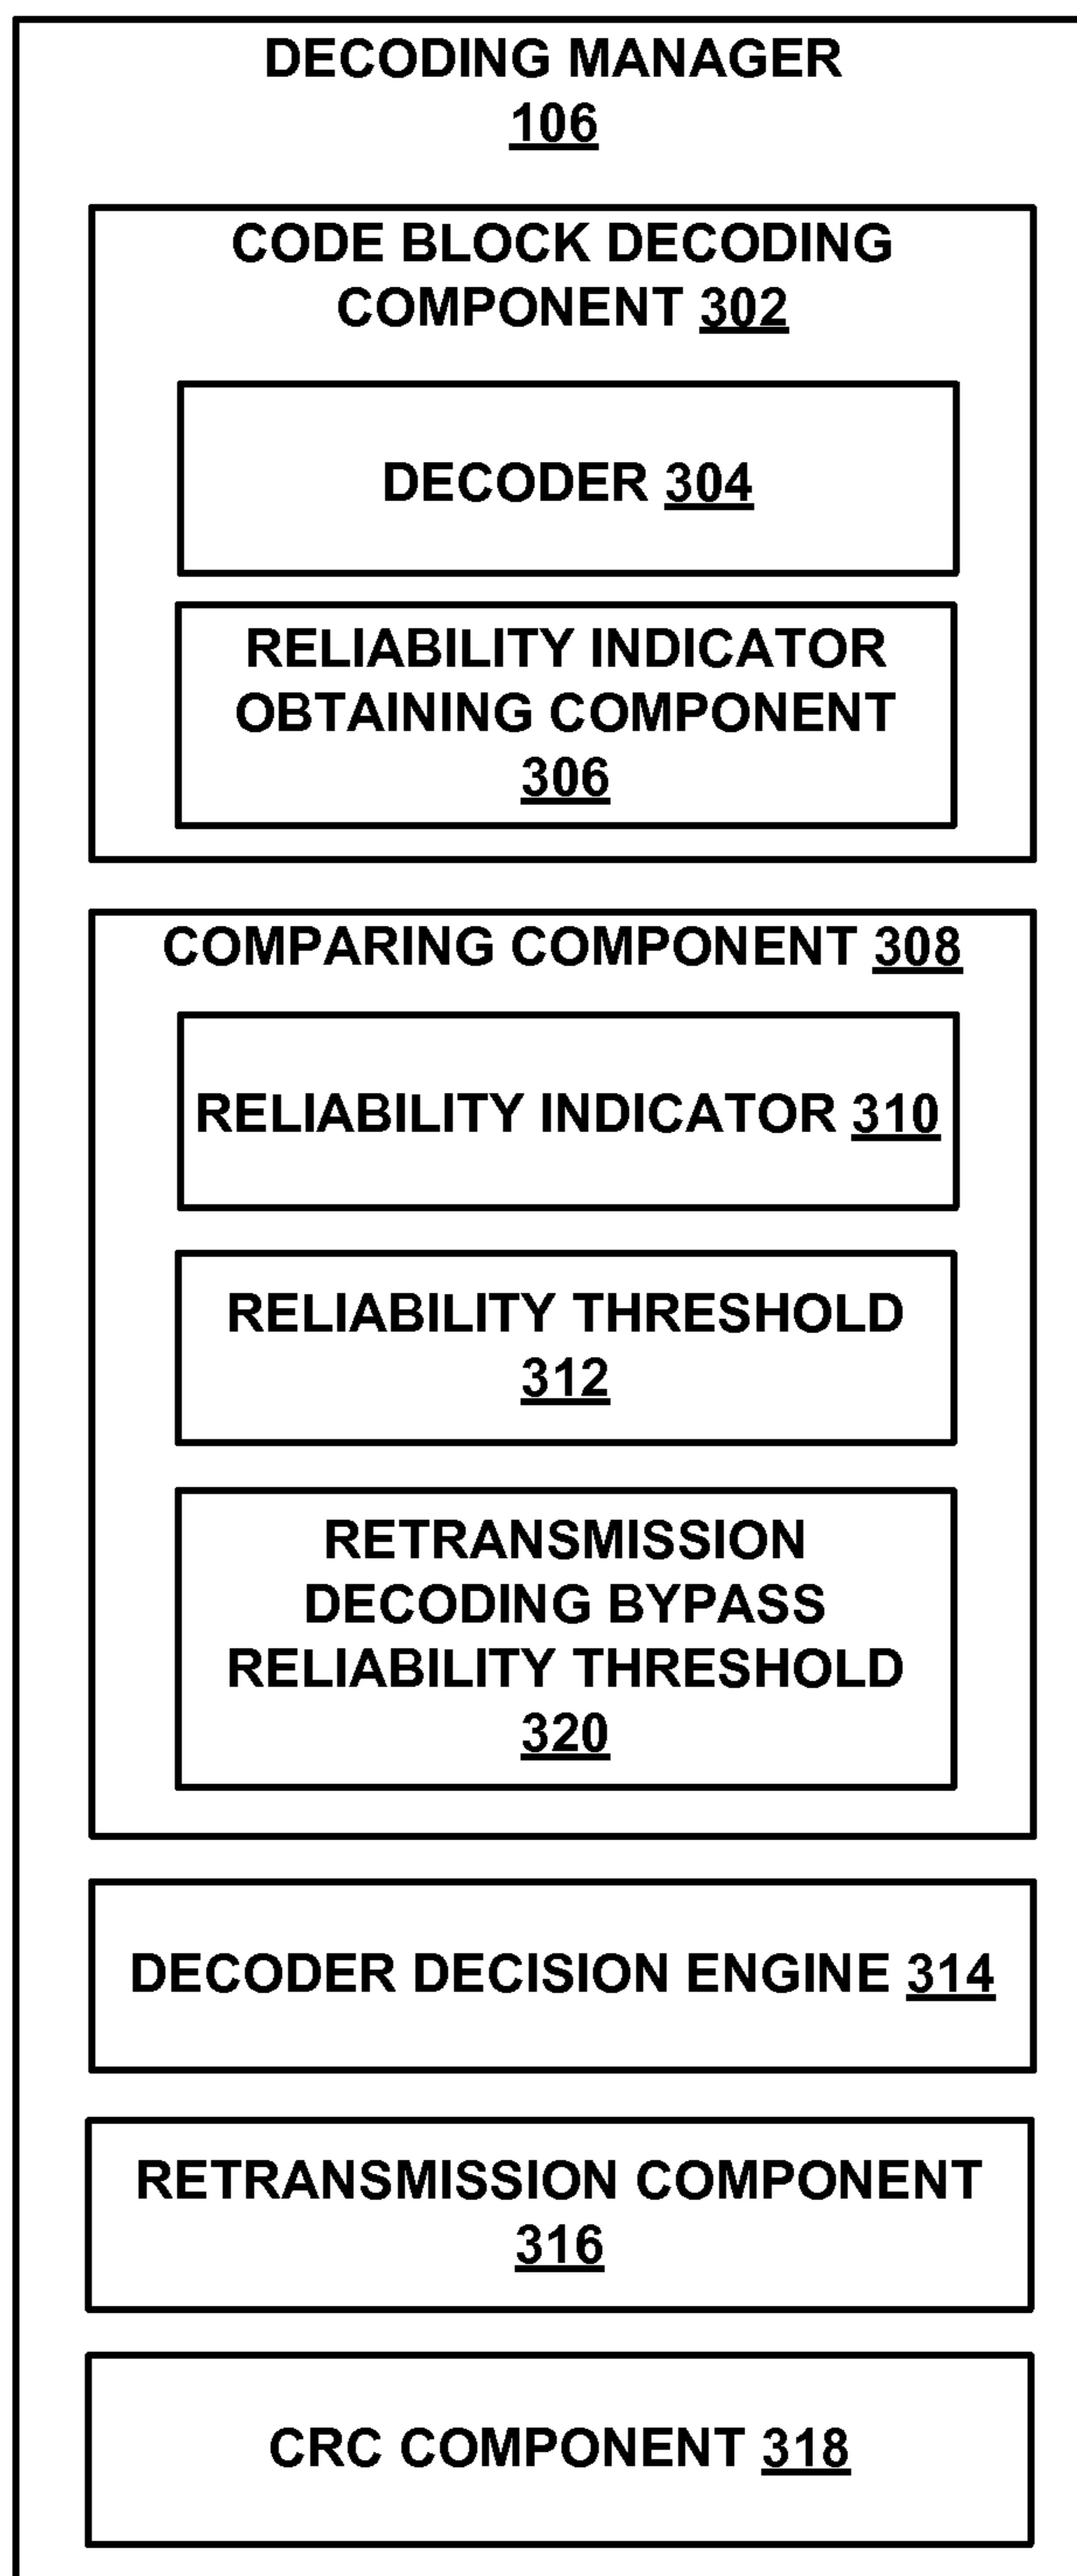 DECODING MANAGER
106
CODE BLOCK DECODING
COMPONENT 302
DECODER 304
RELIABILITY INDICATOR
OBTAINING COMPONENT
306
COMPARING COMPONENT 308
RELIABILITY INDICATOR 310
RELIABILITY THRESHOLD
312
RETRANSMISSION
DECODING BYPASS
RELIABILITY THRESHOLD
320
DECODER DECISION ENGINE 314
RETRANSMISSION COMPONENT
316
CRC COMPONENT 318